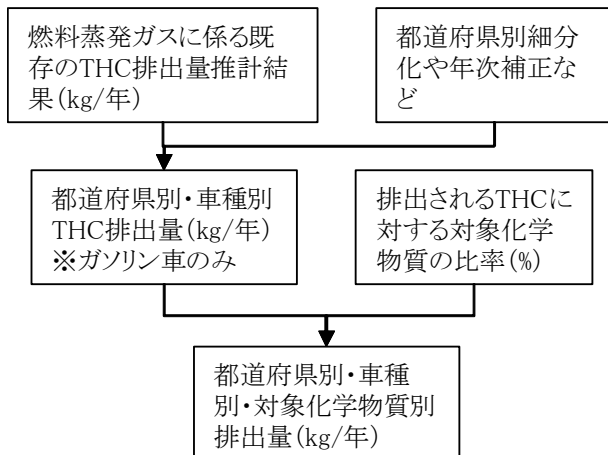 燃料蒸発ガスに係る既
存のTHC排出量推計結
果(kg/年)
都道府県別細分
化や年次補正な
ど
都道府県別・車種別
THC排出量(kg/年)
※ガソリン車のみ
排出されるTHCに
対する対象化学
物質の比率(%)
都道府県別・車種
別・対象化学物質別
排出量(kg/年)